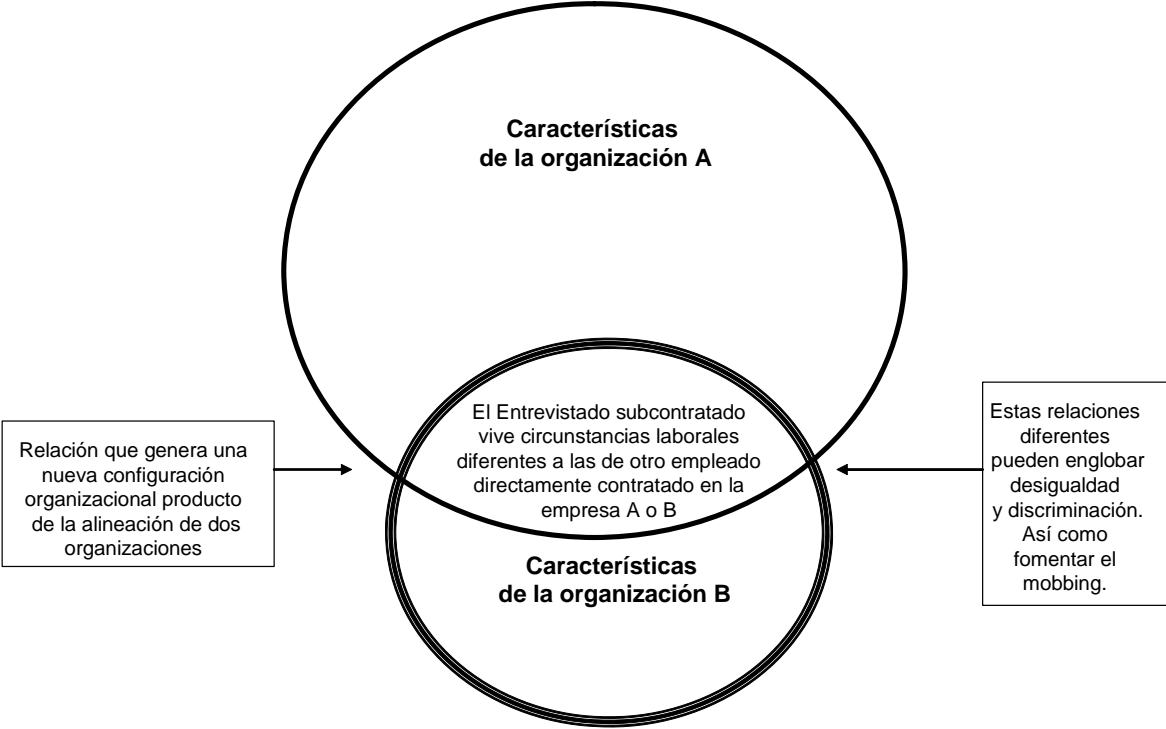 Características
de la organización A
El Entrevistado subcontratado
vive circunstancias laborales
diferentes a las de otro empleado
directamente contratado en la
empresa A o B
Relación que genera una
nueva configuración
organizacional producto
de la alineación de dos
organizaciones
Estas relaciones
diferentes
pueden englobar
desigualdad
y discriminación.
Así como
fomentar el
mobbing.
Características
de la organización B